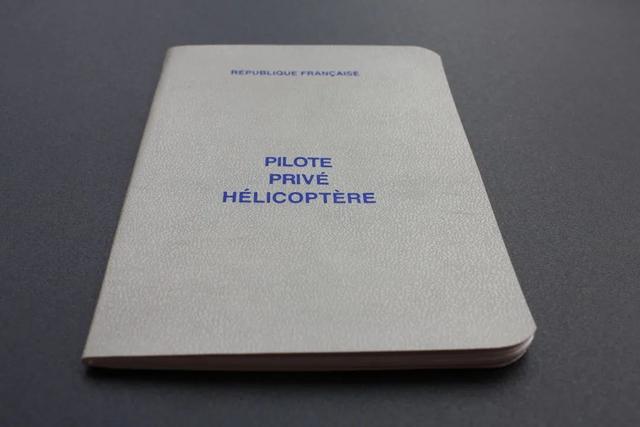 RÉPUBLIQUE FRANÇAISE
PILOTE
PRIVÉ
HÉLICOPTÈRE